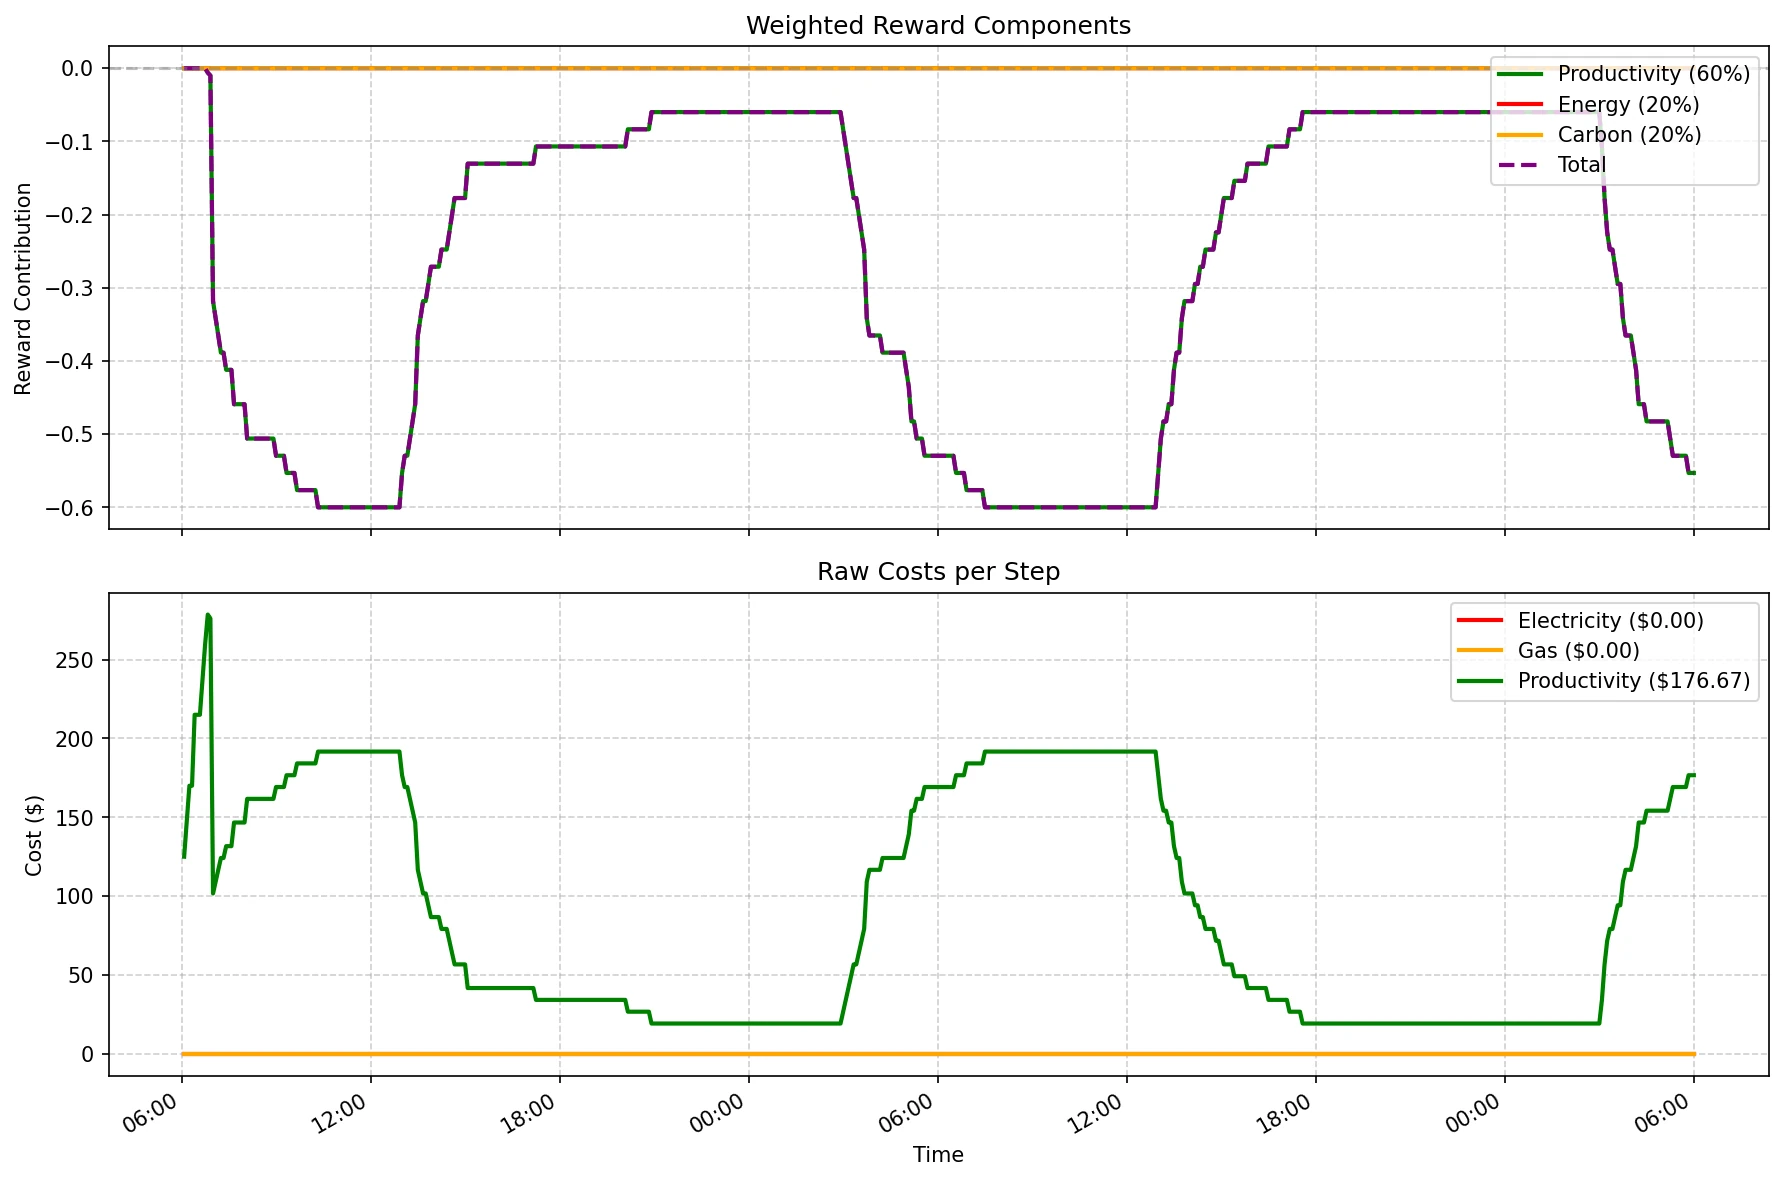 Weighted Reward Components
0.0
−0.1
−0.2
−0.3
−0.4
−0.5
−0.6
Reward Contribution
Productivity (60%)
Energy (20%)
Carbon (20%)
Total
Raw Costs per Step
250
200
150
100
50
0
Cost ($)
Electricity ($0.00)
Gas ($0.00)
Productivity ($176.67)
06:00 12:00 18:00 00:00 06:00 12:00 18:00 00:00 06:00
Time